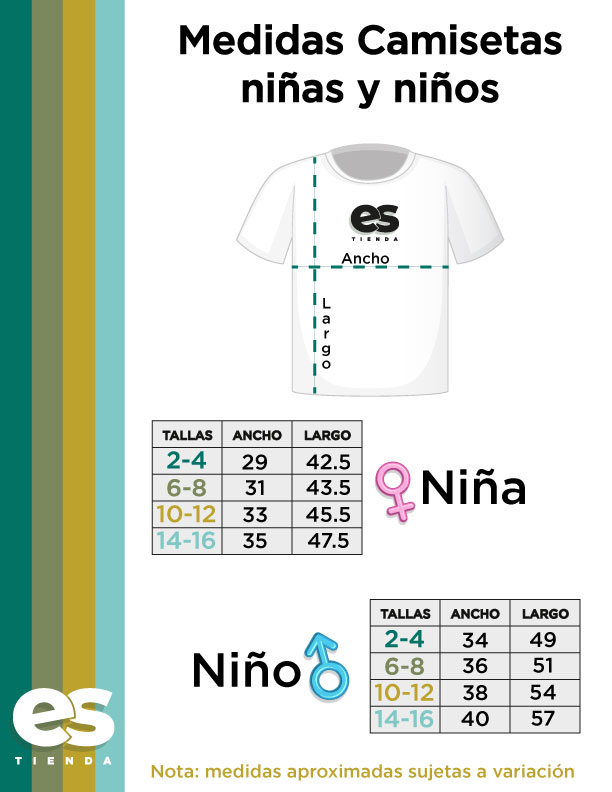 Medidas Camisetas
niñas y niños
es
TIENDA
Ancho
Largo
TALLAS ANCHO LARGO
2-4 29 42.5
6-8 31 43.5
10-12 33 45.5
14-16 35 47.5
Niña
TALLAS ANCHO LARGO
2-4 34 49
6-8 36 51
10-12 38 54
14-16 40 57
Niño
es
TIENDA
Nota: medidas aproximadas sujetas a variación